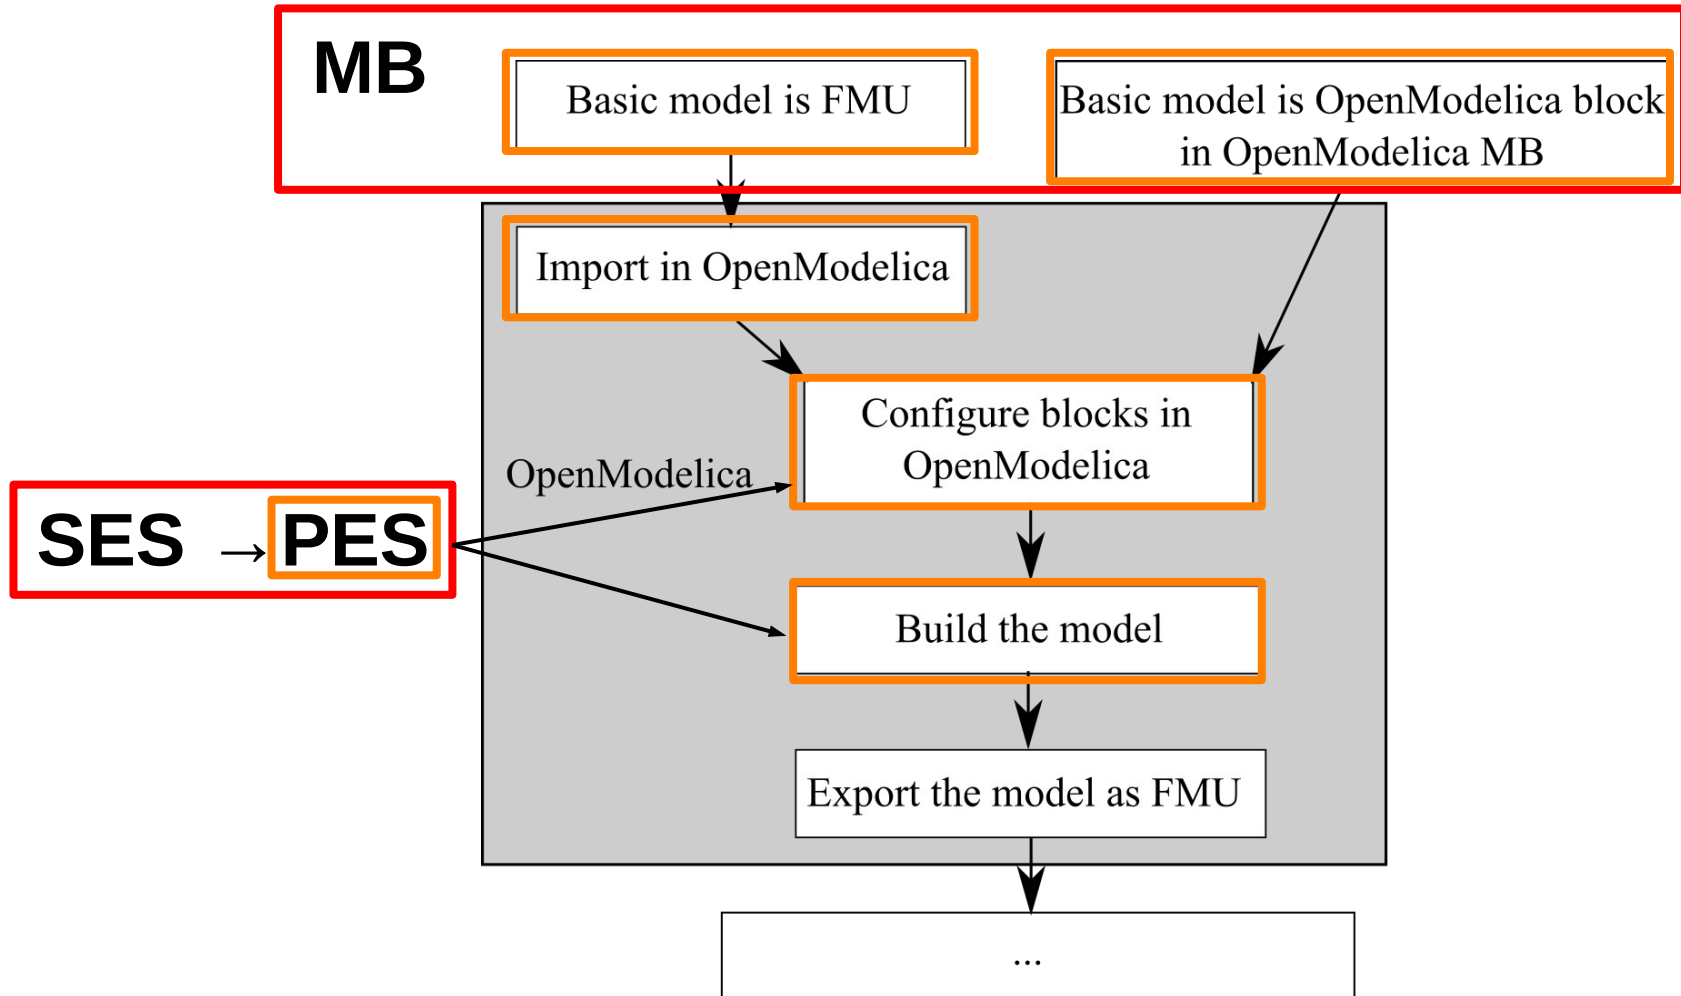 MB
Basic model is FMU
Basic model is OpenModelica block
in OpenModelica MB
Import in OpenModelica
Configure blocks in
OpenModelica
OpenModelica
SES → PES
Build the model
Export the model as FMU
...